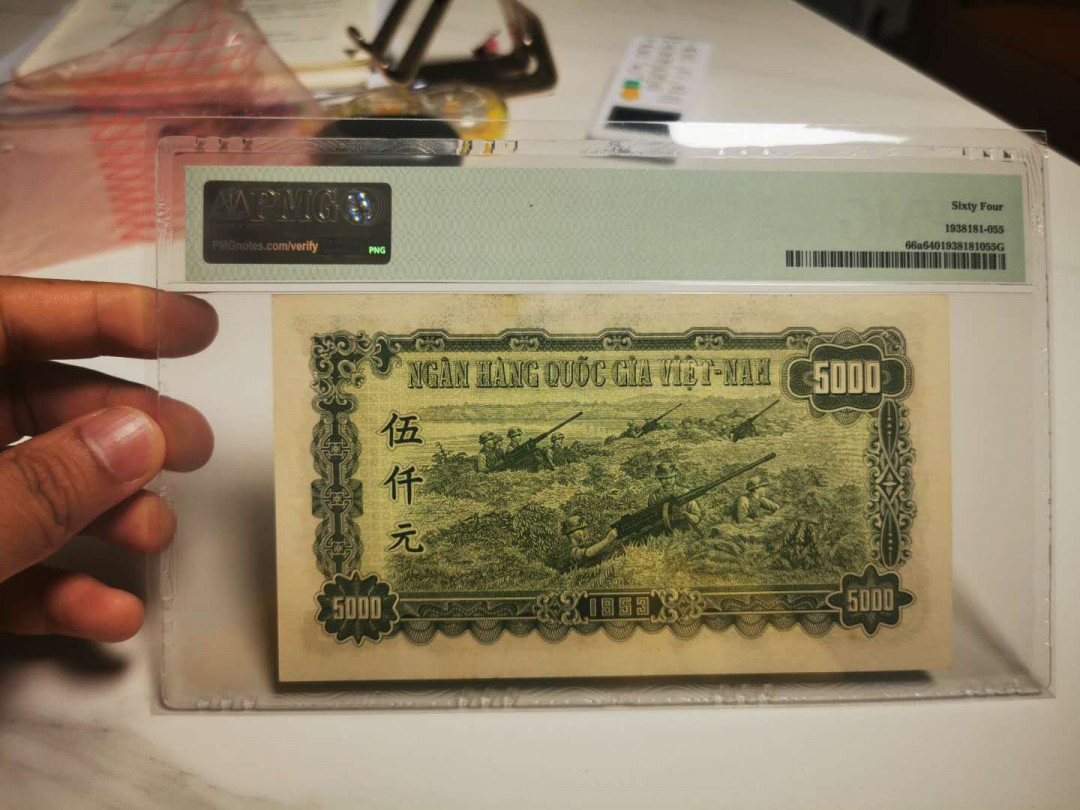 PMG
PMGnotes.com/verify
PNG
Sixty Four
1938181-055
66a6401938181055G
NGÂN HÀNG QUỐC GIA VIỆT-NAM
5000
伍仟元
5000
1953
5000